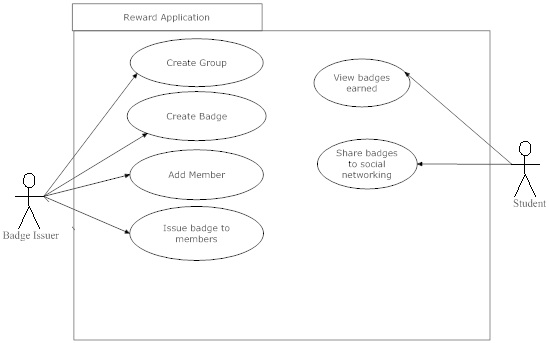 Reward Application
Create Group
Create Badge
Add Member
Issue badge to
members
View badges
earned
Share badges
to social
networking
Badge Issuer
Student